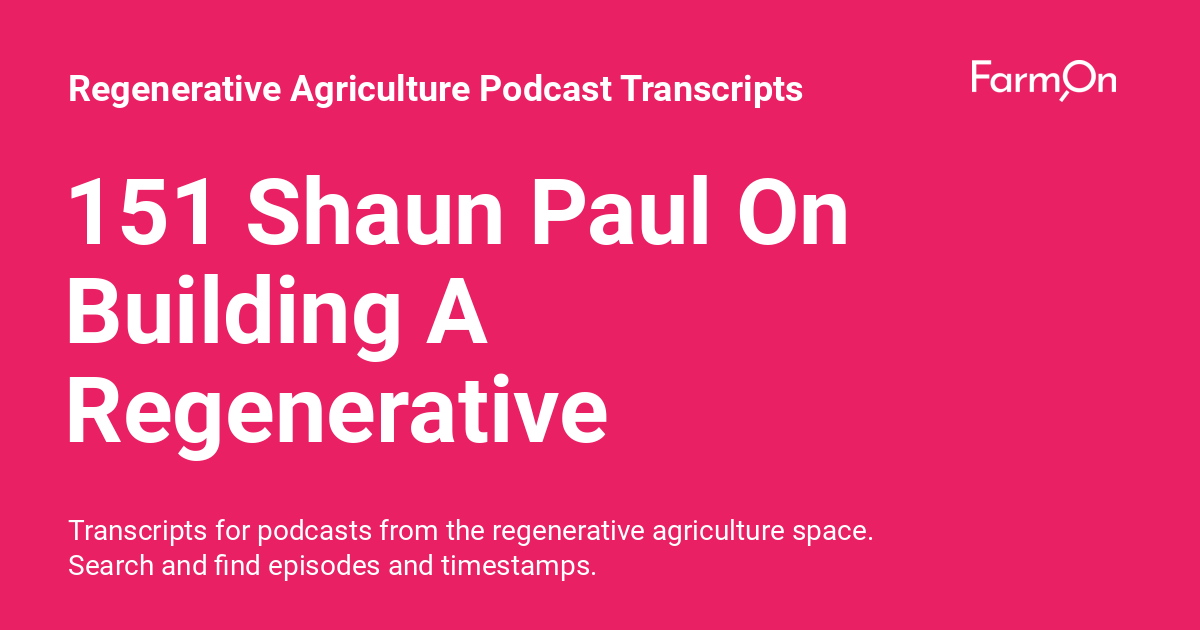 Regenerative Agriculture Podcast Transcripts
FarmOn
151 Shaun Paul On
Building A
Regenerative
Transcripts for podcasts from the regenerative agriculture space.
Search and find episodes and timestamps.